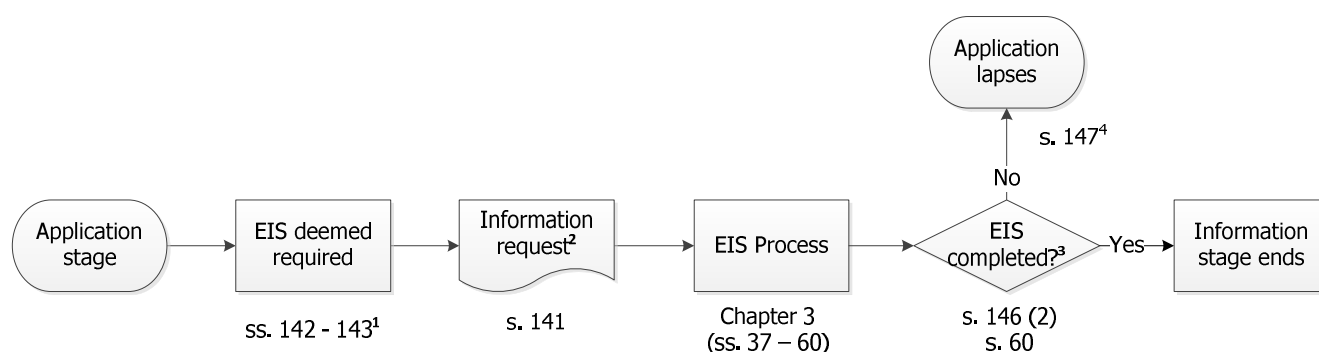 Application
lapses
s. 147⁴
No
Application
stage
EIS deemed
required
ss. 142 - 143¹
Information
request²
s. 141
EIS Process
Chapter 3
(ss. 37 – 60)
EIS
completed?³
s. 146 (2)
s. 60
Yes
Information
stage ends